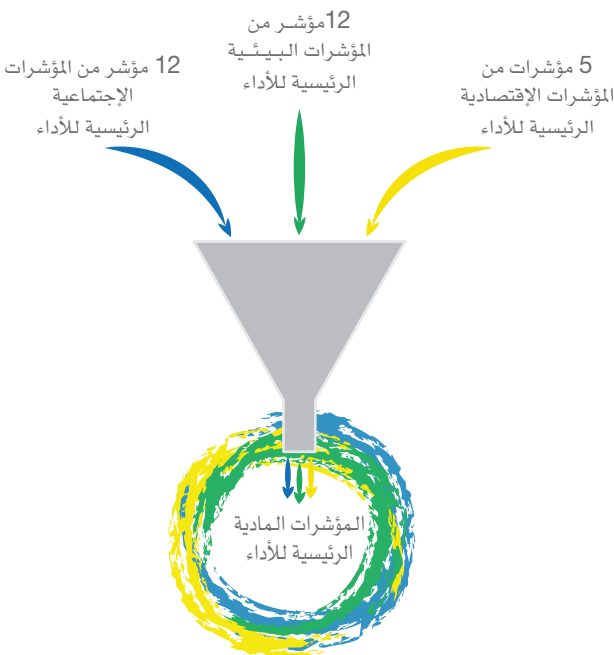 5 مؤشرات من
المؤشرات الإقتصادية
الرئيسية للأداء
12مؤشـر من
المؤشرات البـيـئـيـة
الرئيسية للأداء
12 مؤشر من المؤشرات
الإجتماعية
الرئيسية للأداء
المؤشرات المادية
الرئيسية للأداء